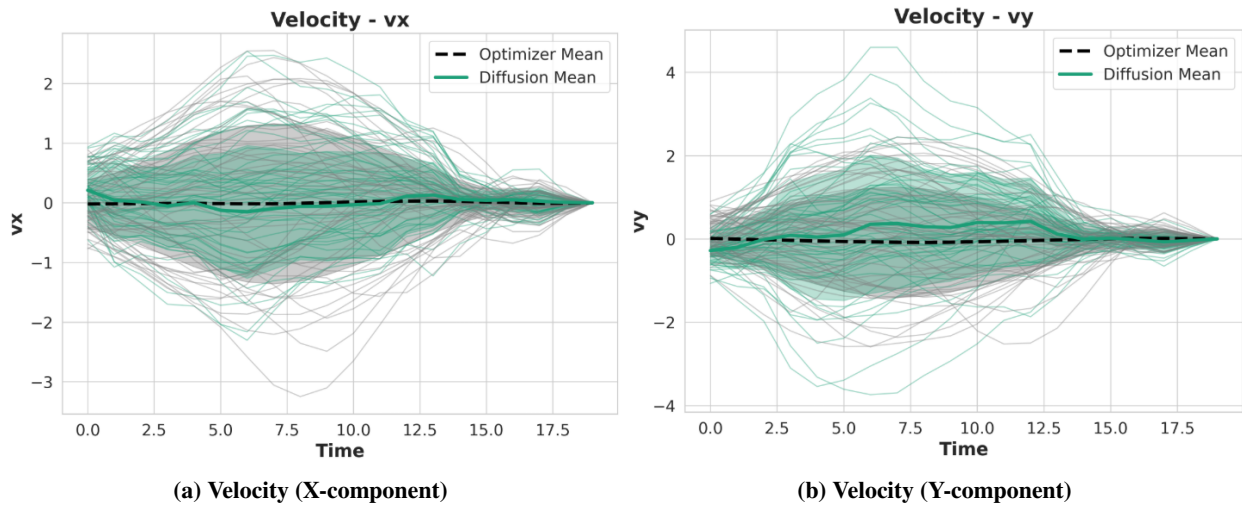 Velocity - vx
Optimizer Mean
Diffusion Mean
vx
2
1
0
−1
−2
−3
0.0 2.5 5.0 7.5 10.0 12.5 15.0 17.5
Time
(a) Velocity (X-component)
Velocity - vy
Optimizer Mean
Diffusion Mean
vy
4
2
0
−2
−4
0.0 2.5 5.0 7.5 10.0 12.5 15.0 17.5
Time
(b) Velocity (Y-component)